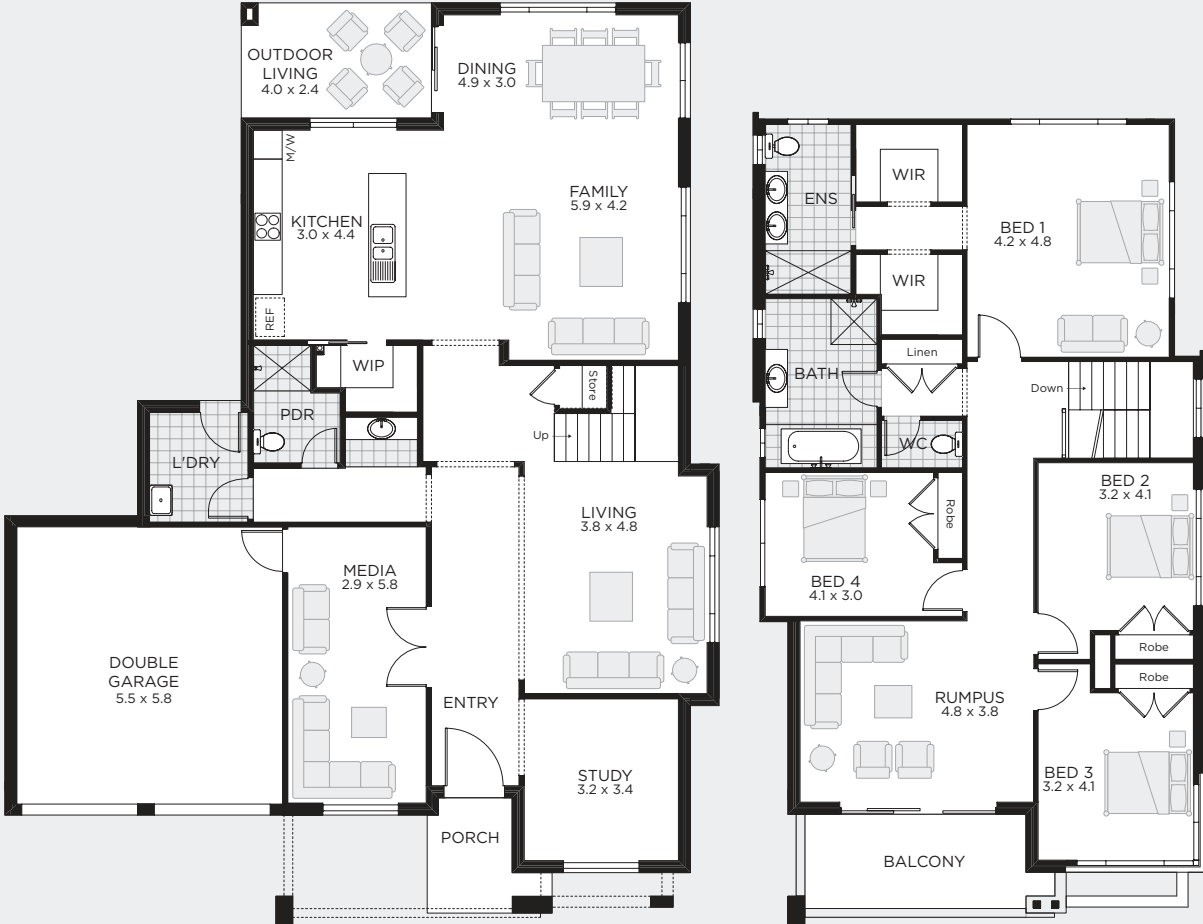 OUTDOOR
LIVING
4.0 x 2.4
DINING
4.9 x 3.0
M/W
KITCHEN
3.0 x 4.4
FAMILY
5.9 x 4.2
REF
WIP
PDR
Store
Up
L'DRY
LIVING
3.8 x 4.8
MEDIA
2.9 x 5.8
DOUBLE
GARAGE
5.5 x 5.8
ENTRY
STUDY
3.2 x 3.4
PORCH
WIR
ENS
BED 1
4.2 x 4.8
WIR
Linen
BATH
Down
WC
BED 2
3.2 x 4.1
Robe
BED 4
4.1 x 3.0
Robe
Robe
RUMPUS
4.8 x 3.8
BED 3
3.2 x 4.1
BALCONY